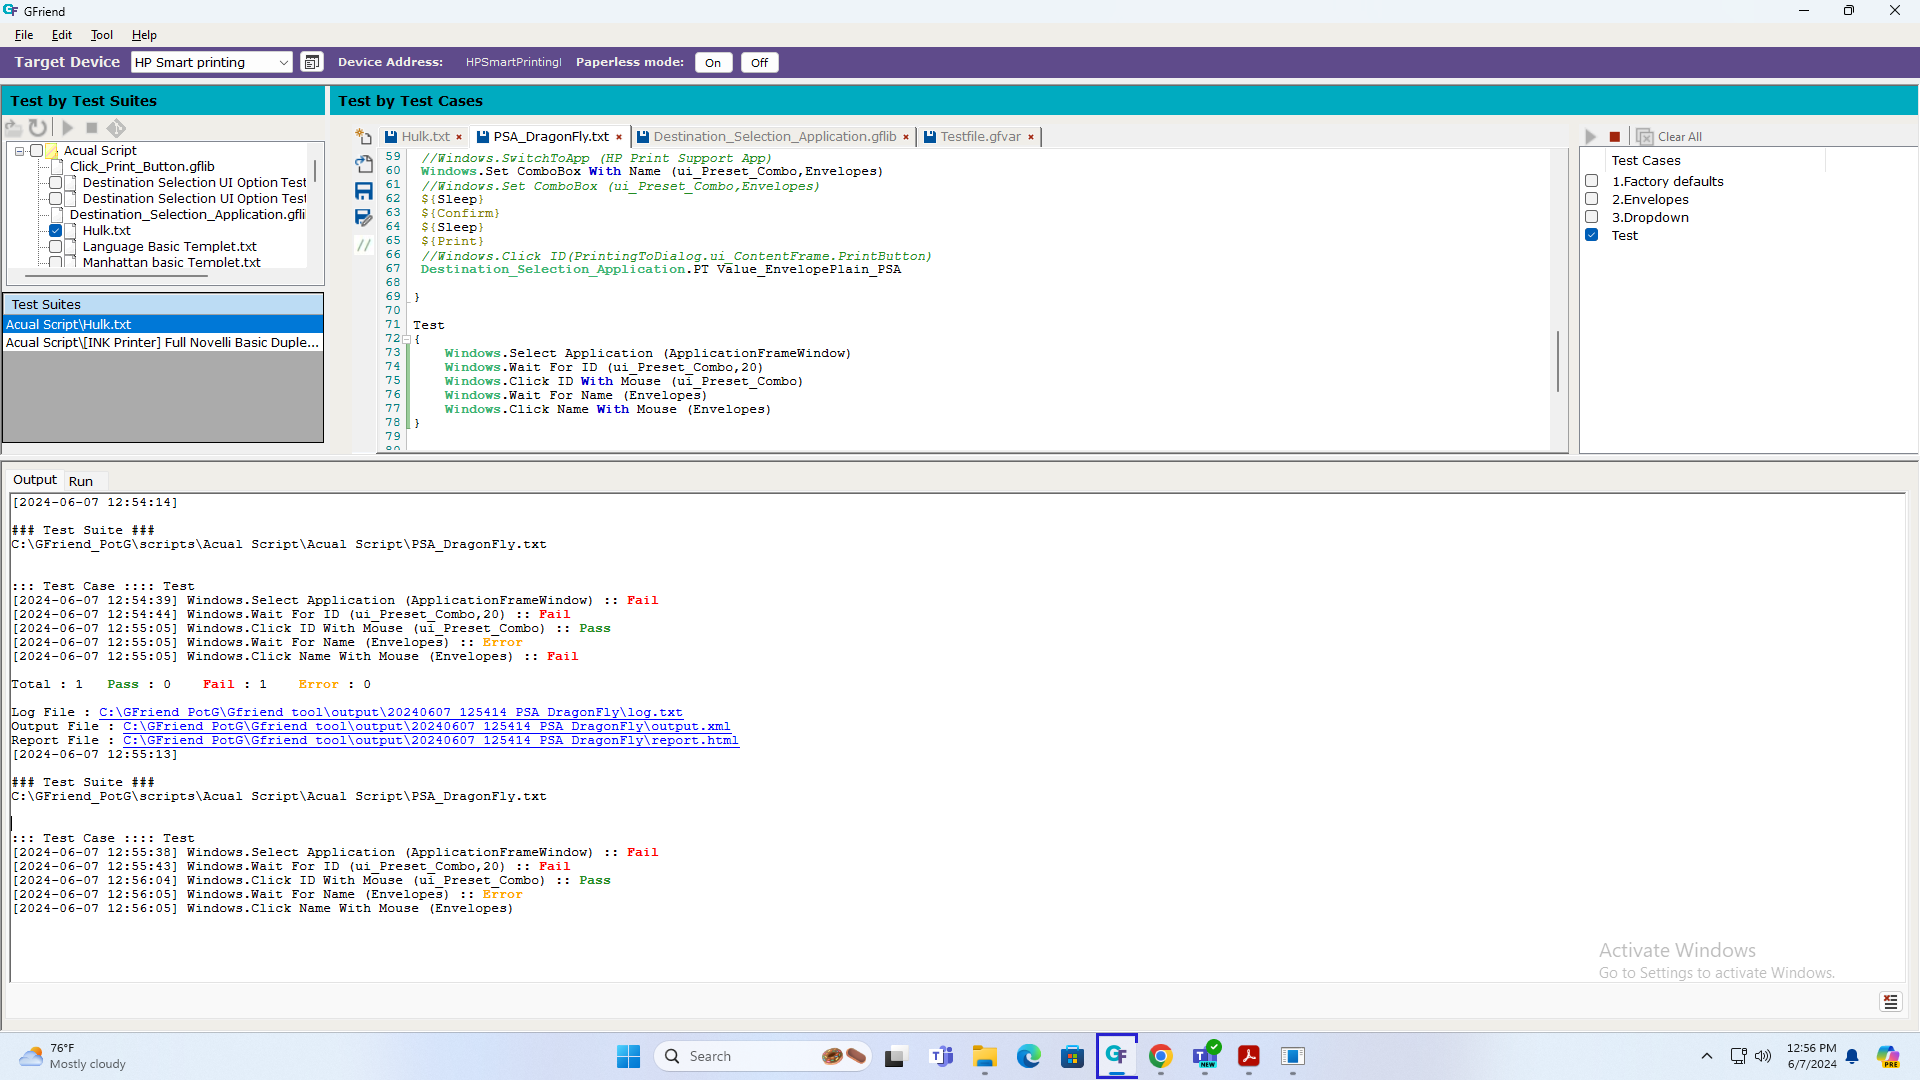 GFriend
File Edit Tool Help
Target Device HP Smart printing Device Address: HPSmartPrintingI Paperless mode: On Off
Test by Test Suites
Acual Script
Click_Print_Button.gflib
Destination Selection UI Option Test
Destination Selection UI Option Test
Destination_Selection_Application.gfli
Hulk.txt
Language Basic Templet.txt
Manhattan basic Templet.txt
Test Suites
Acual Script\Hulk.txt
Acual Script\[INK Printer] Full Novelli Basic Duple...
Test by Test Cases
Hulk.txt × PSA_DragonFly.txt × Destination_Selection_Application.gflib × Testfile.gfvar ×
59 //Windows.SwitchToApp (HP Print Support App)
60 Windows.Set ComboBox With Name (ui_Preset_Combo,Envelopes)
61 //Windows.Set ComboBox (ui_Preset_Combo,Envelopes)
62 ${Sleep}
63 ${Confirm}
64 ${Sleep}
65 ${Print}
66 //Windows.Click ID(PrintingToDialog.ui_ContentFrame.PrintButton)
67 Destination_Selection_Application.PT Value_EnvelopePlain_PSA
68
69 }
70
71 Test
72 {
73 Windows.Select Application (ApplicationFrameWindow)
74 Windows.Wait For ID (ui_Preset_Combo,20)
75 Windows.Click ID With Mouse (ui_Preset_Combo)
76 Windows.Wait For Name (Envelopes)
77 Windows.Click Name With Mouse (Envelopes)
78 }
79
80
Clear All
Test Cases
1.Factory defaults
2.Envelopes
3.Dropdown
Test
Output Run
[2024-06-07 12:54:14]
### Test Suite ###
C:\GFriend_PotG\scripts\Acual Script\Acual Script\PSA_DragonFly.txt
::: Test Case :::: Test
[2024-06-07 12:54:39] Windows.Select Application (ApplicationFrameWindow) :: Fail
[2024-06-07 12:54:44] Windows.Wait For ID (ui_Preset_Combo,20) :: Fail
[2024-06-07 12:55:05] Windows.Click ID With Mouse (ui_Preset_Combo) :: Pass
[2024-06-07 12:55:05] Windows.Wait For Name (Envelopes) :: Error
[2024-06-07 12:55:05] Windows.Click Name With Mouse (Envelopes) :: Fail
Total : 1 Pass : 0 Fail : 1 Error : 0
Log File : C:\GFriend_PotG\Gfriend_tool\output\20240607_125414_PSA_DragonFly\log.txt
Output File : C:\GFriend_PotG\Gfriend_tool\output\20240607_125414_PSA_DragonFly\output.xml
Report File : C:\GFriend_PotG\Gfriend_tool\output\20240607_125414_PSA_DragonFly\report.html
[2024-06-07 12:55:13]
### Test Suite ###
C:\GFriend_PotG\scripts\Acual Script\Acual Script\PSA_DragonFly.txt
::: Test Case :::: Test
[2024-06-07 12:55:38] Windows.Select Application (ApplicationFrameWindow) :: Fail
[2024-06-07 12:55:43] Windows.Wait For ID (ui_Preset_Combo,20) :: Fail
[2024-06-07 12:56:04] Windows.Click ID With Mouse (ui_Preset_Combo) :: Pass
[2024-06-07 12:56:05] Windows.Wait For Name (Envelopes) :: Error
[2024-06-07 12:56:05] Windows.Click Name With Mouse (Envelopes)
Activate Windows
Go to Settings to activate Windows.
76°F
Mostly cloudy
Search
GF
NEW
12:56 PM
6/7/2024
PRE